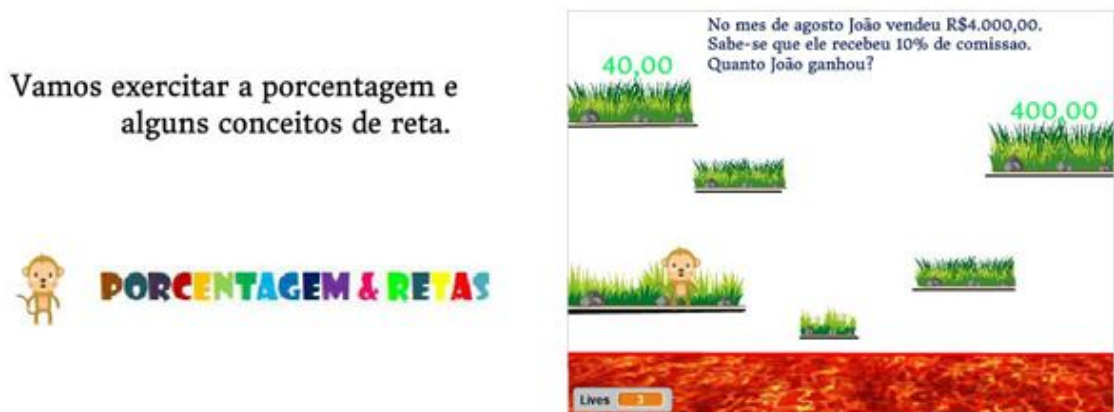 Vamos exercitar a porcentagem e
alguns conceitos de reta.
PORCENTAGEM & RETAS
No mes de agosto João vendeu R$4.000,00.
Sabe-se que ele recebeu 10% de comissao.
Quanto João ganhou?
40,00
400,00
Lives 3